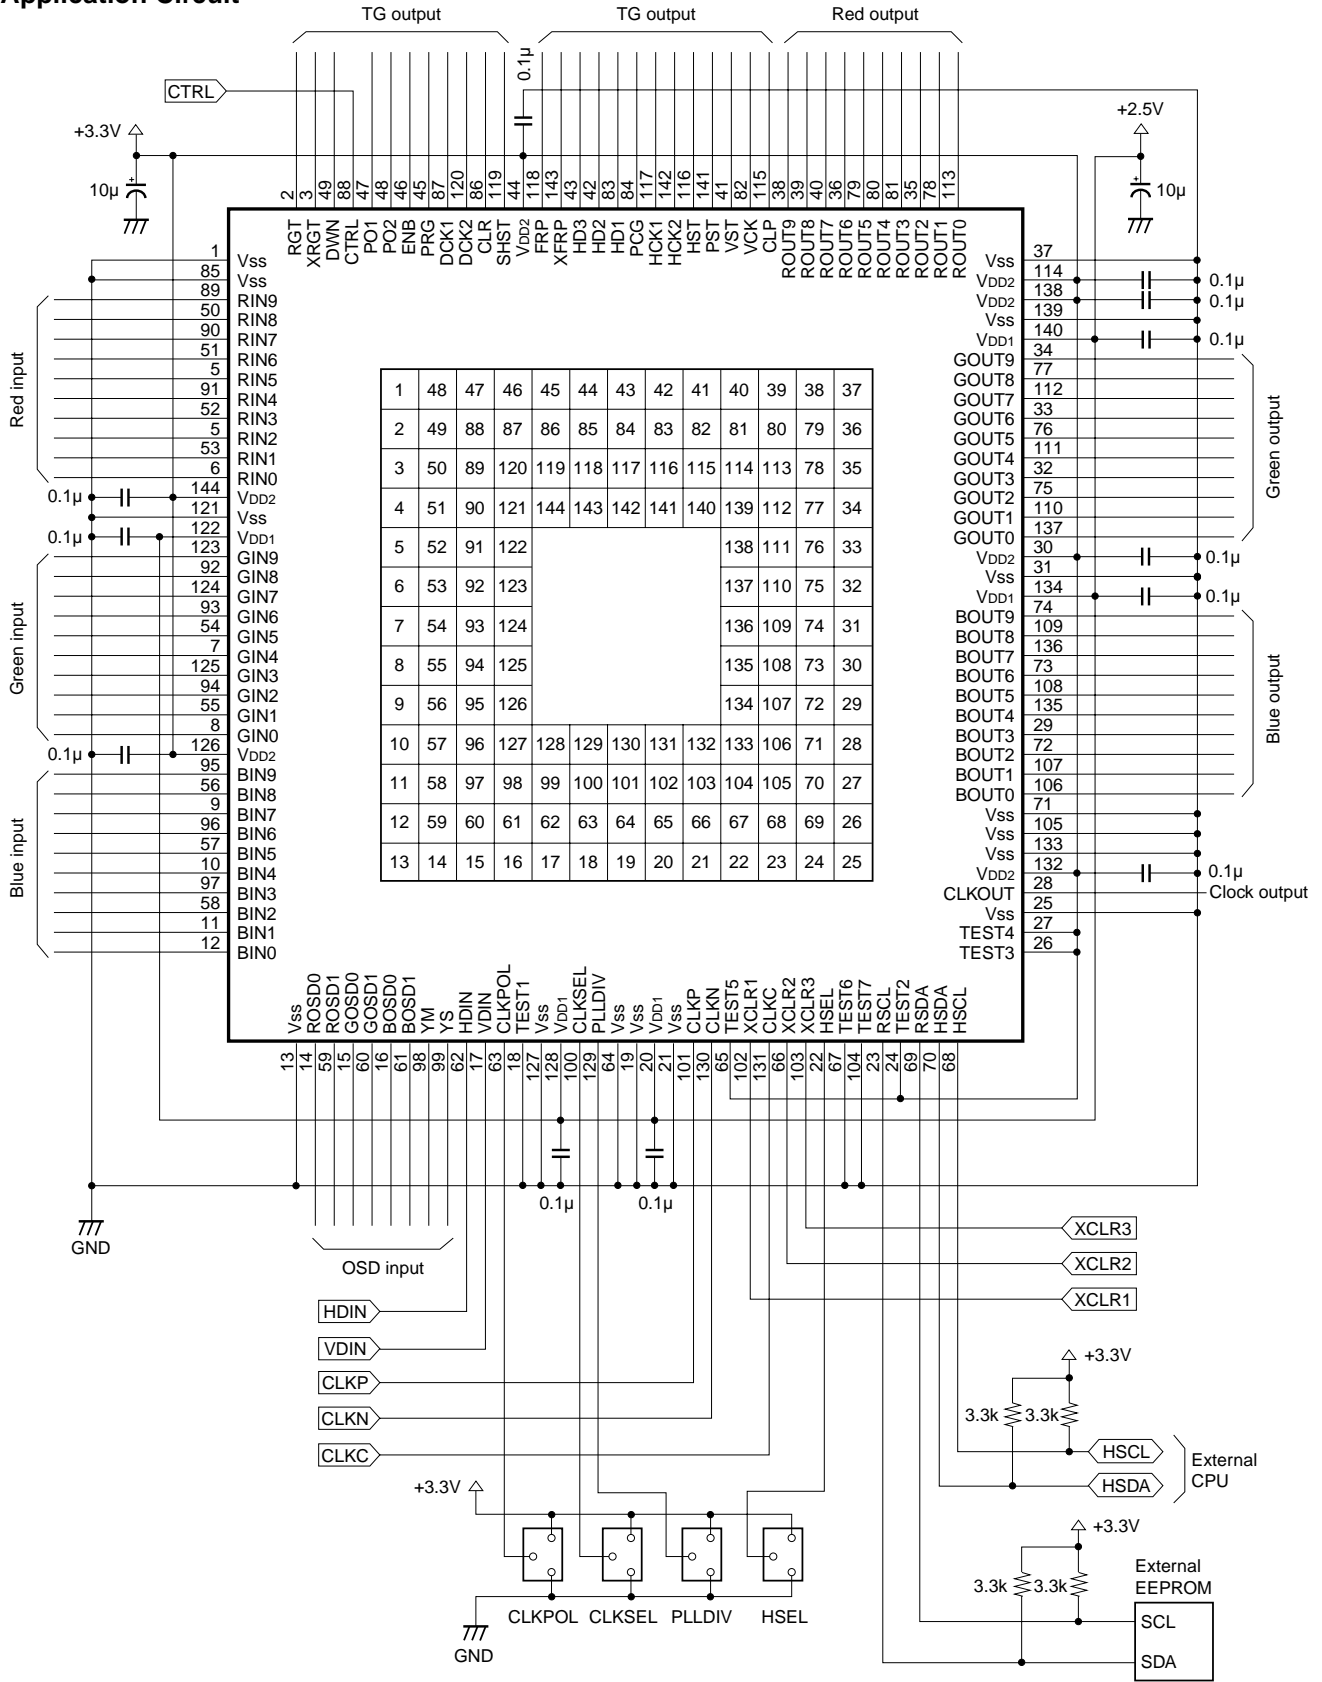 Application Circuit
TG output
TG output
Red output
0.1μ
CTRL
+3.3V
10μ
+2.5V
10μ
2 RGT
3 XRGT
49 DWN
88 CTRL
47 PO1
48 PO2
46 ENB
45 PRG
87 DCK1
120 DCK2
86 CLR
119 SHST
44 VDD2
118 FRP
143 XFRP
43 HD3
42 HD2
83 HD1
84 PCG
117 HCK1
142 HCK2
116 HST
141 PST
41 VST
82 VCK
115 CLP
38 ROUT9
39 ROUT8
40 ROUT7
36 ROUT6
79 ROUT5
80 ROUT4
81 ROUT3
35 ROUT2
78 ROUT1
113 ROUT0
1 Vss
85 Vss
Red input
89 RIN9
50 RIN8
90 RIN7
51 RIN6
5 RIN5
91 RIN4
52 RIN3
5 RIN2
53 RIN1
6 RIN0
0.1μ 144 VDD2
121 Vss
0.1μ 122 VDD1
Green input
123 GIN9
92 GIN8
124 GIN7
93 GIN6
54 GIN5
7 GIN4
125 GIN3
94 GIN2
55 GIN1
8 GIN0
0.1μ 126 VDD2
Blue input
95 BIN9
56 BIN8
9 BIN7
96 BIN6
57 BIN5
10 BIN4
97 BIN3
58 BIN2
11 BIN1
12 BIN0
1 48 47 46 45 44 43 42 41 40 39 38 37
2 49 88 87 86 85 84 83 82 81 80 79 36
3 50 89 120 119 118 117 116 115 114 113 78 35
4 51 90 121 144 143 142 141 140 139 112 77 34
5 52 91 122 138 111 76 33
6 53 92 123 137 110 75 32
7 54 93 124 136 109 74 31
8 55 94 125 135 108 73 30
9 56 95 126 134 107 72 29
10 57 96 127 128 129 130 131 132 133 106 71 28
11 58 97 98 99 100 101 102 103 104 105 70 27
12 59 60 61 62 63 64 65 66 67 68 69 26
13 14 15 16 17 18 19 20 21 22 23 24 25
Vss 37
VDD2 114 0.1μ
VDD2 138 0.1μ
Vss 139
VDD1 140 0.1μ
GOUT9 34
GOUT8 77
GOUT7 112
GOUT6 33
GOUT5 76
GOUT4 111
GOUT3 32
GOUT2 75
GOUT1 110
GOUT0 137
Green output
VDD2 30 0.1μ
Vss 31
VDD1 134 0.1μ
BOUT9 74
BOUT8 109
BOUT7 136
BOUT6 73
BOUT5 108
BOUT4 135
BOUT3 29
BOUT2 72
BOUT1 107
BOUT0 106
Blue output
Vss 71
Vss 105
Vss 133
VDD2 132 0.1μ
CLKOUT 28 Clock output
Vss 25
TEST4 27
TEST3 26
Vss 13
ROSD0 14
ROSD1 59
GOSD0 15
GOSD1 60
BOSD0 16
BOSD1 61
YM 98
YS 99
HDIN 62
VDIN 17
CLKPOL 63
TEST1 18
Vss 127
VDD1 128
CLKSEL 100
PLLDIV 129
Vss 64
Vss 19
VDD1 20
Vss 21
CLKP 101
CLKN 130
TEST5 65
XCLR1 102
CLKC 131
XCLR2 66
XCLR3 103
HSEL 22
TEST6 67
TEST7 104
RSCL 23
TEST2 24
RSDA 69
HSDA 70
HSCL 68
0.1μ
0.1μ
GND
OSD input
XCLR3
XCLR2
XCLR1
HDIN
VDIN
CLKP
CLKN
CLKC
+3.3V
3.3k 3.3k
HSCL
HSDA
External
CPU
+3.3V
CLKPOL CLKSEL PLLDIV HSEL
GND
+3.3V
3.3k 3.3k
External
EEPROM
SCL
SDA